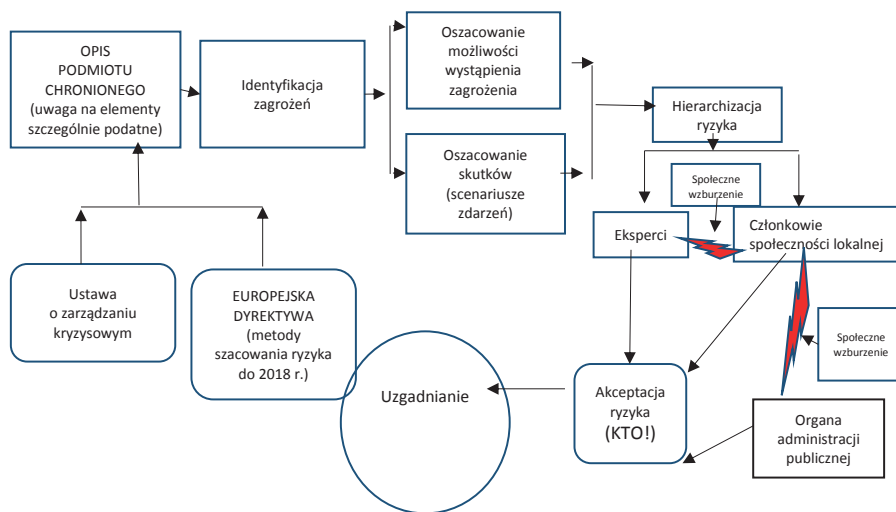 OPIS
PODMIOTU
CHRONIONEGO
(uwaga na elementy
szczególnie podatne)
Identyfikacja
zagrożeń
Oszacowanie
możliwości
wystąpienia
zagrożenia
Oszacowanie
skutków
(scenariusze
zdarzeń)
Hierarchizacja
ryzyka
Społeczne
wzburzenie
Eksperci
Członkowie
społeczności lokalnej
Ustawa
o zarządzaniu
kryzysowym
EUROPEJSKA
DYREKTYWA
(metody
szacowania ryzyka
do 2018 r.)
Uzgadnianie
Akceptacja
ryzyka
(KTO!)
Społeczne
wzburzenie
Organa
administracji
publicznej